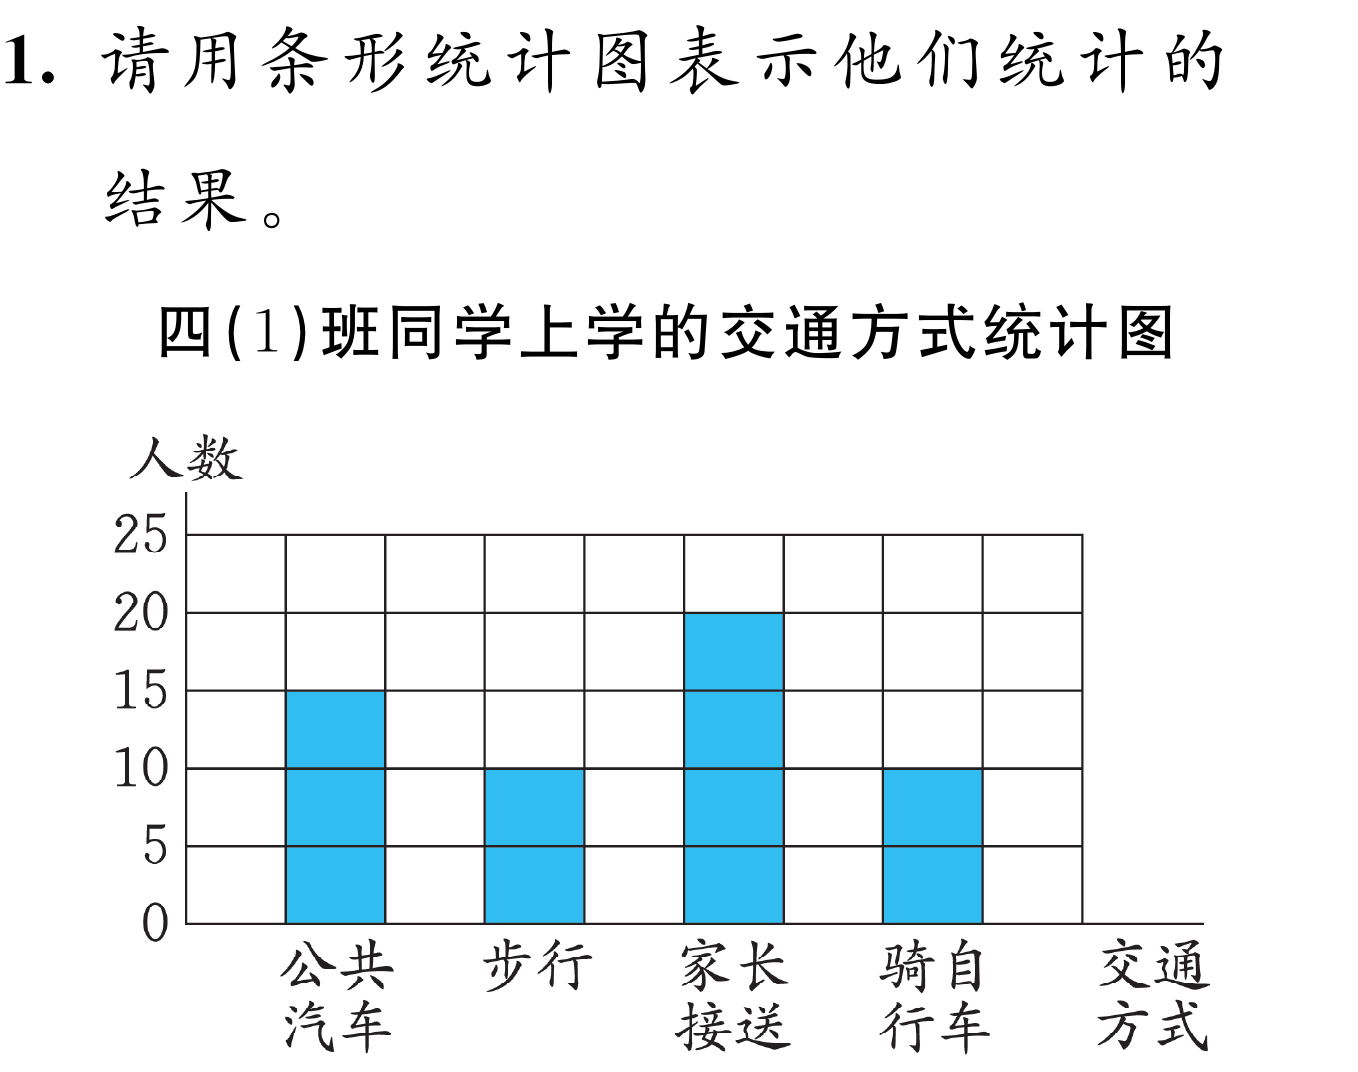 1. 请用条形统计图表示他们统计的
结果。
四(1)班同学上学的交通方式统计图
人数
25
20
15
10
5
0
公共 步行 家长 骑自 交通
汽车 接送 行车 方式